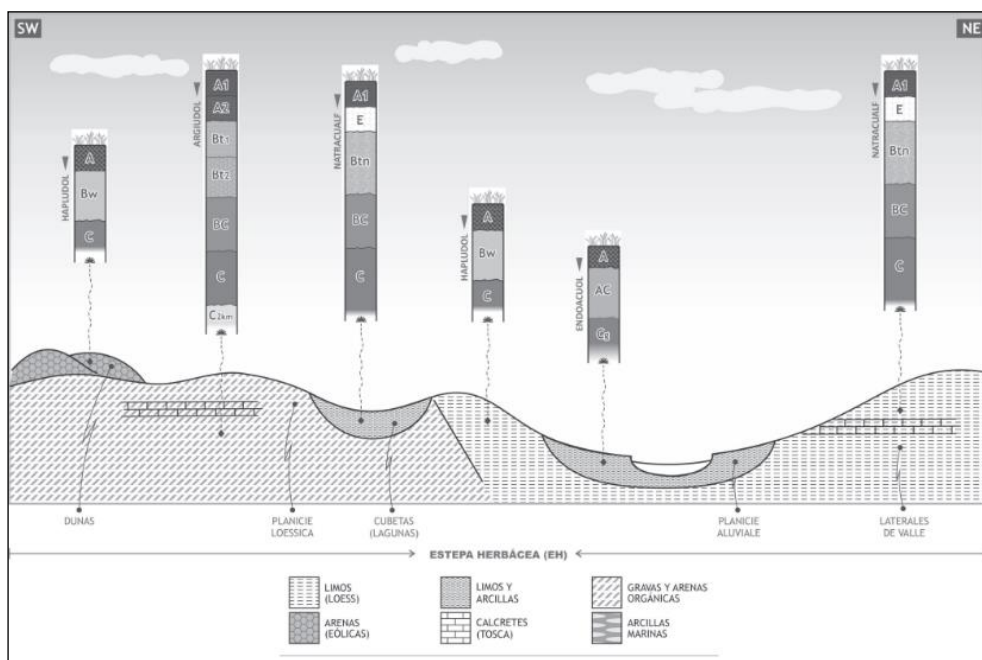 SW
NE
HAPLUDOL
A
Bw
C
ARGIUDOL
A1
A2
Bt1
Bt2
BC
C
C2km
NATRACUALF
A1
E
Btn
BC
C
HAPLUDOL
A
Bw
C
ENDOACUOL
A
AC
Cg
NATRACUALF
A1
E
Btn
BC
C
DUNAS
PLANICIE
LOESSICA
CUBETAS
(LAGUNAS)
PLANICIE
ALUVIALE
LATERALES
DE VALLE
ESTEPA HERBÁCEA (EH)
LIMOS
(LOESS)
LIMOS Y
ARCILLAS
GRAVAS Y ARENAS
ORGÁNICAS
ARENAS
(EÓLICAS)
CALCRETES
(TOSCA)
ARCILLAS
MARINAS